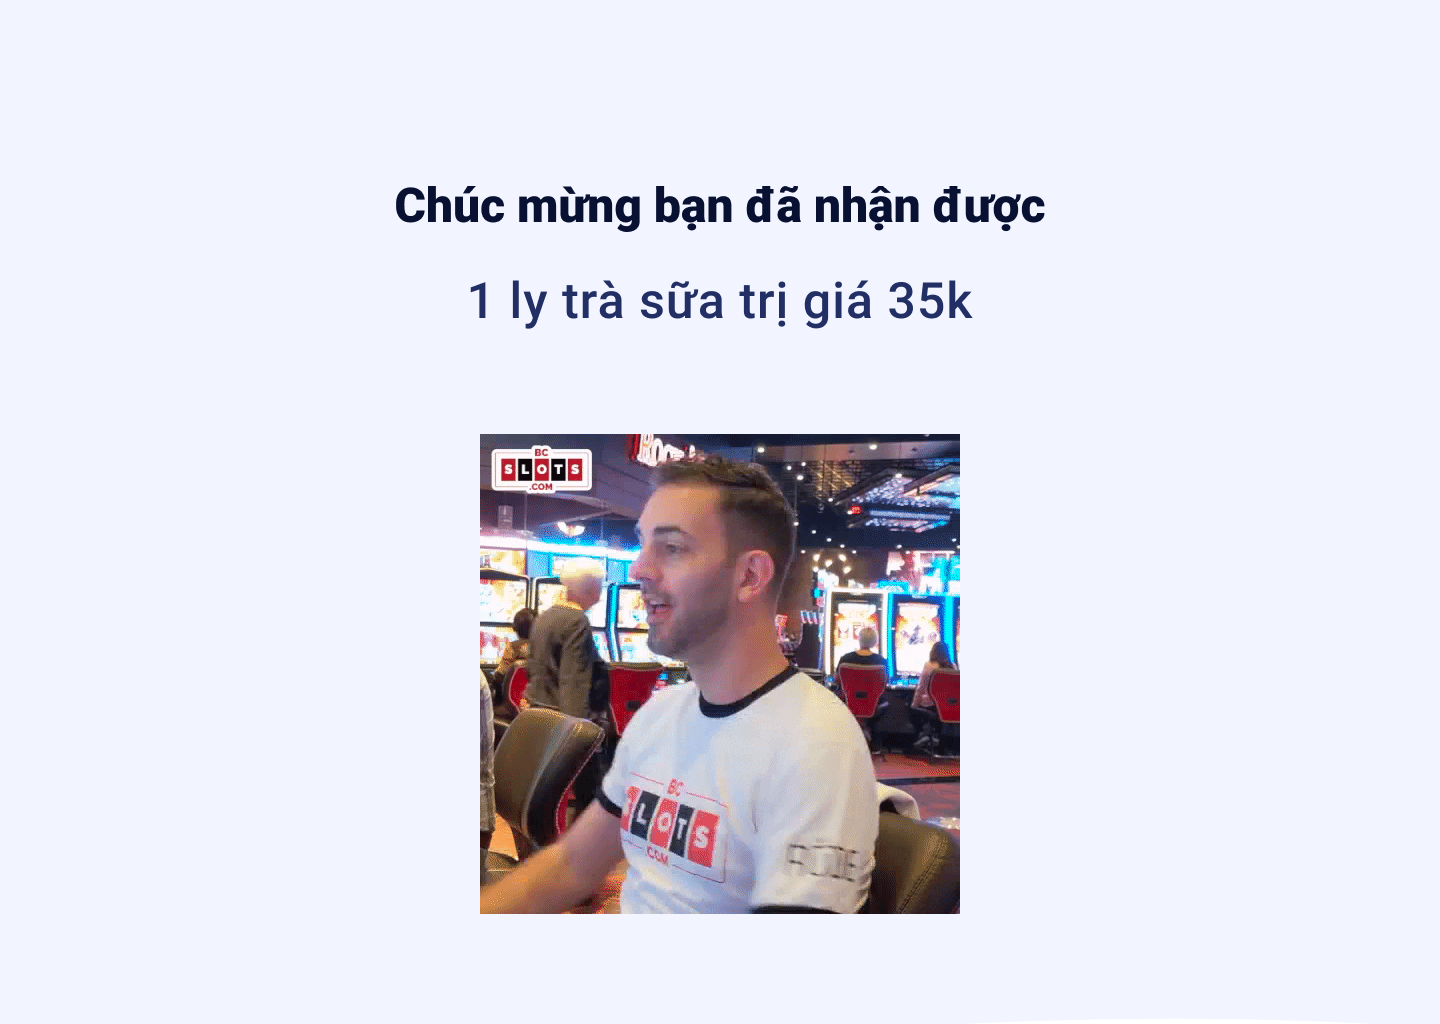 Chúc mừng bạn đã nhận được
1 ly trà sữa trị giá 35k
BC
SLOTS
.COM
BC
SLOTS
.COM